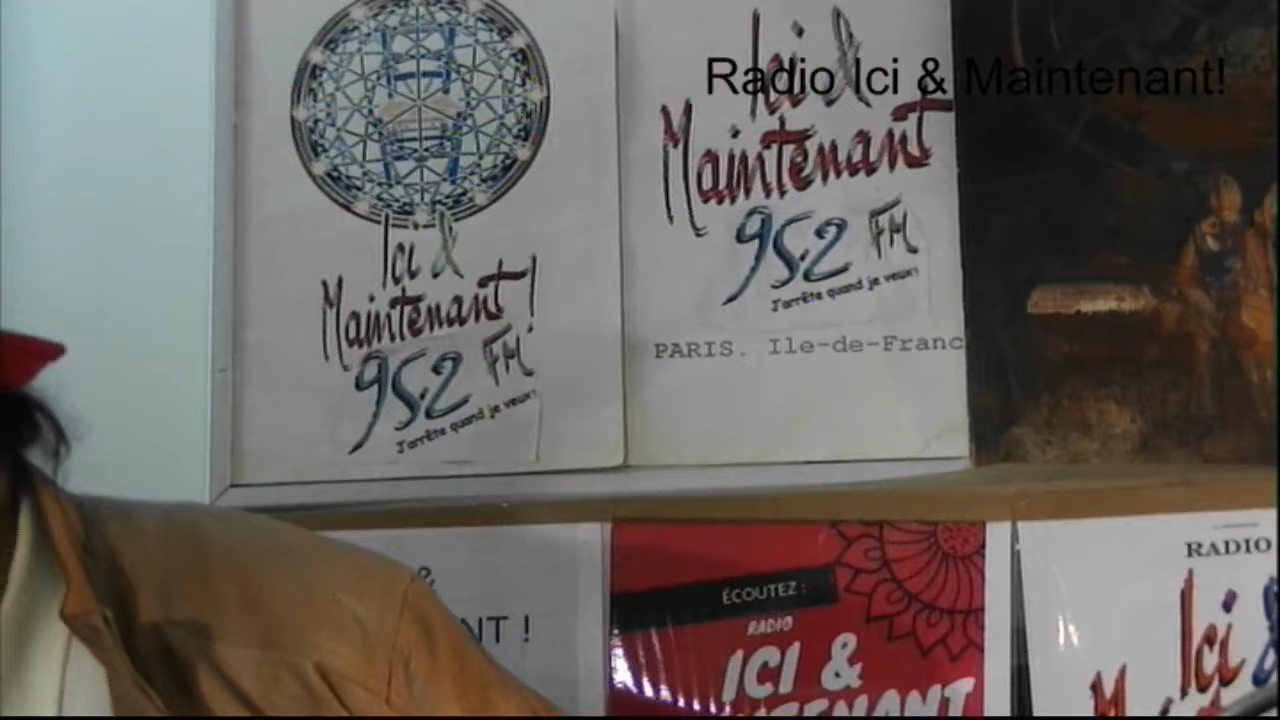 Radio Ici & Maintenant!
Ici &
Maintenant!
95.2 FM
J'arrête quand je veux!
Ici &
Maintenant
95.2 FM
J'arrête quand je veux!
PARIS. Ile-de-Franc
&
NT !
ÉCOUTEZ :
RADIO
ICI &
RADIO
Ici &